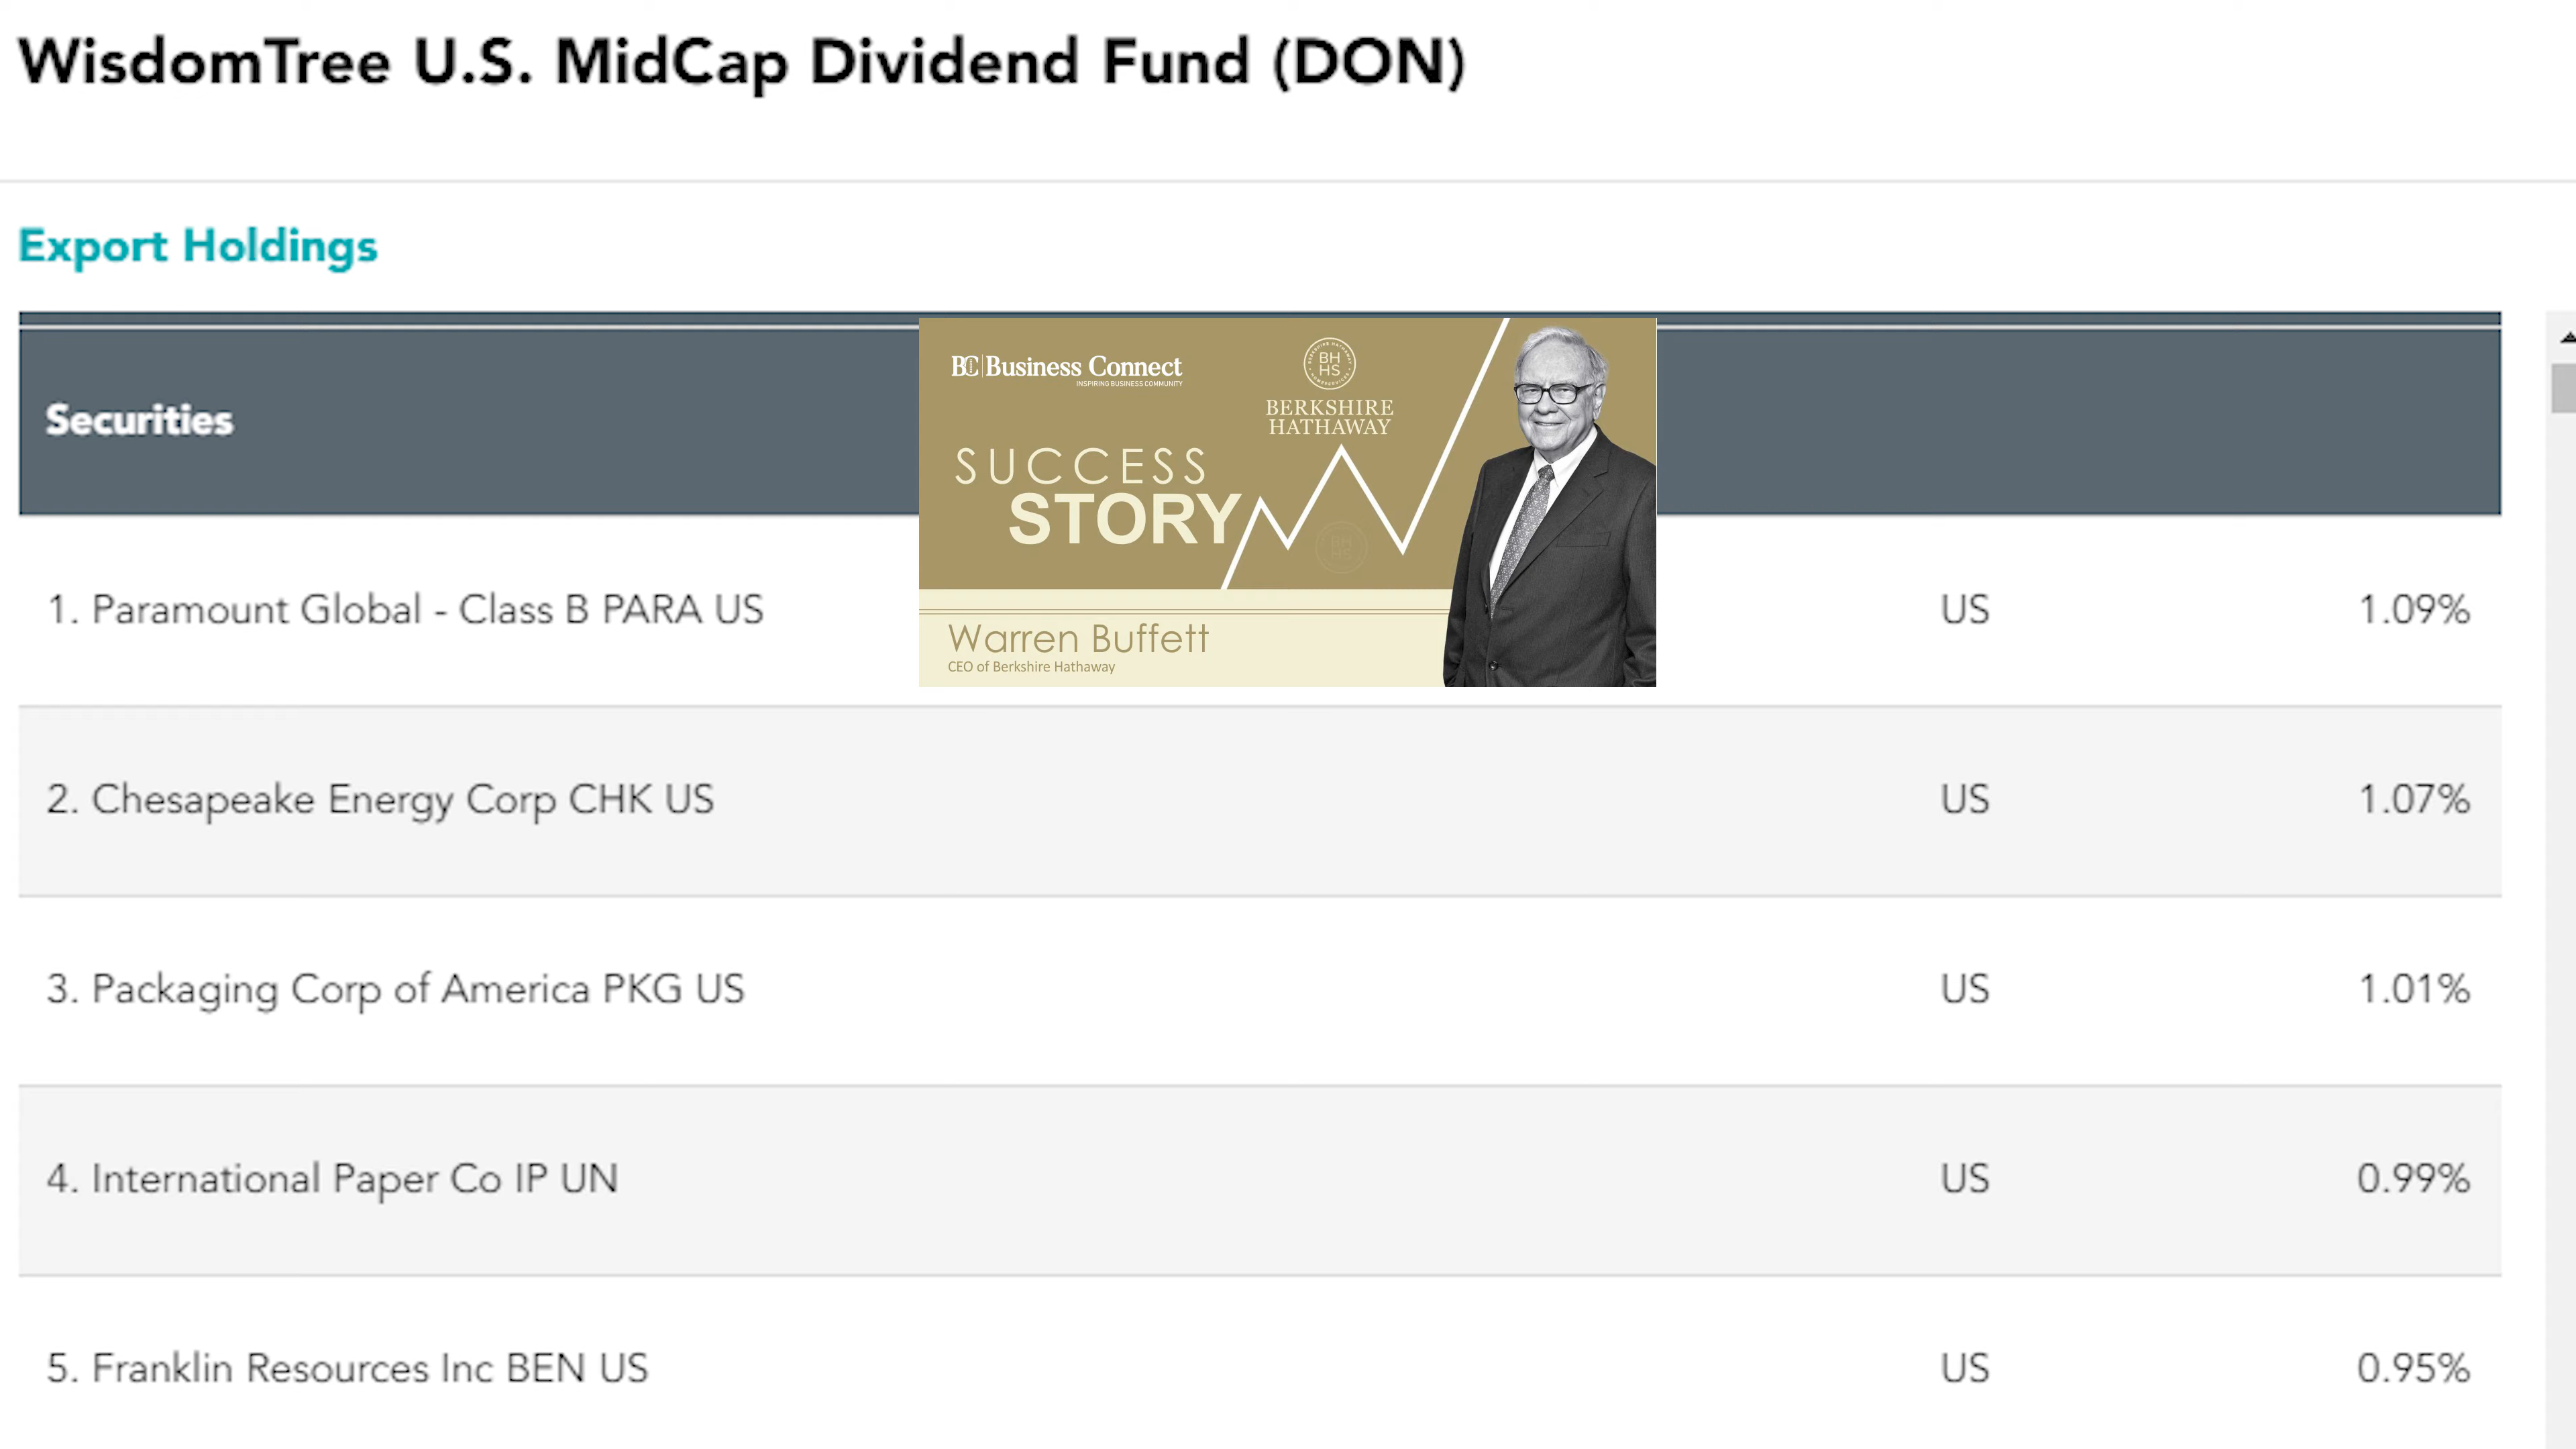 WisdomTree U.S. MidCap Dividend Fund (DON)
Export Holdings
Securities
BC Business Connect
INSPIRING BUSINESS COMMUNITY
BH
HS
BERKSHIRE
HATHAWAY
SUCCESS
STORY
Warren Buffett
CEO of Berkshire Hathaway
1. Paramount Global - Class B PARA US US 1.09%
2. Chesapeake Energy Corp CHK US US 1.07%
3. Packaging Corp of America PKG US US 1.01%
4. International Paper Co IP UN US 0.99%
5. Franklin Resources Inc BEN US US 0.95%